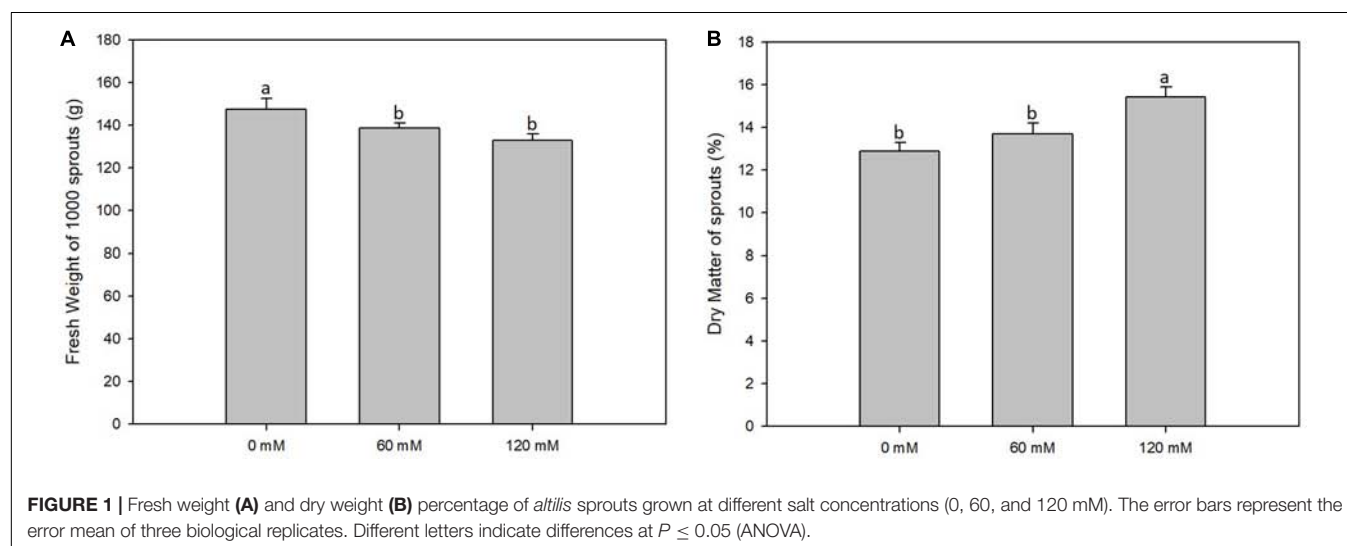 A
Fresh Weight of 1000 sprouts (g)
180
160
140
120
100
80
60
40
20
0
a
b
b
0 mM
60 mM
120 mM
B
Dry Matter of sprouts (%)
18
16
14
12
10
8
6
4
2
0
b
b
a
0 mM
60 mM
120 mM
FIGURE 1 | Fresh weight (A) and dry weight (B) percentage of altilis sprouts grown at different salt concentrations (0, 60, and 120 mM). The error bars represent the
error mean of three biological replicates. Different letters indicate differences at P ≤ 0.05 (ANOVA).